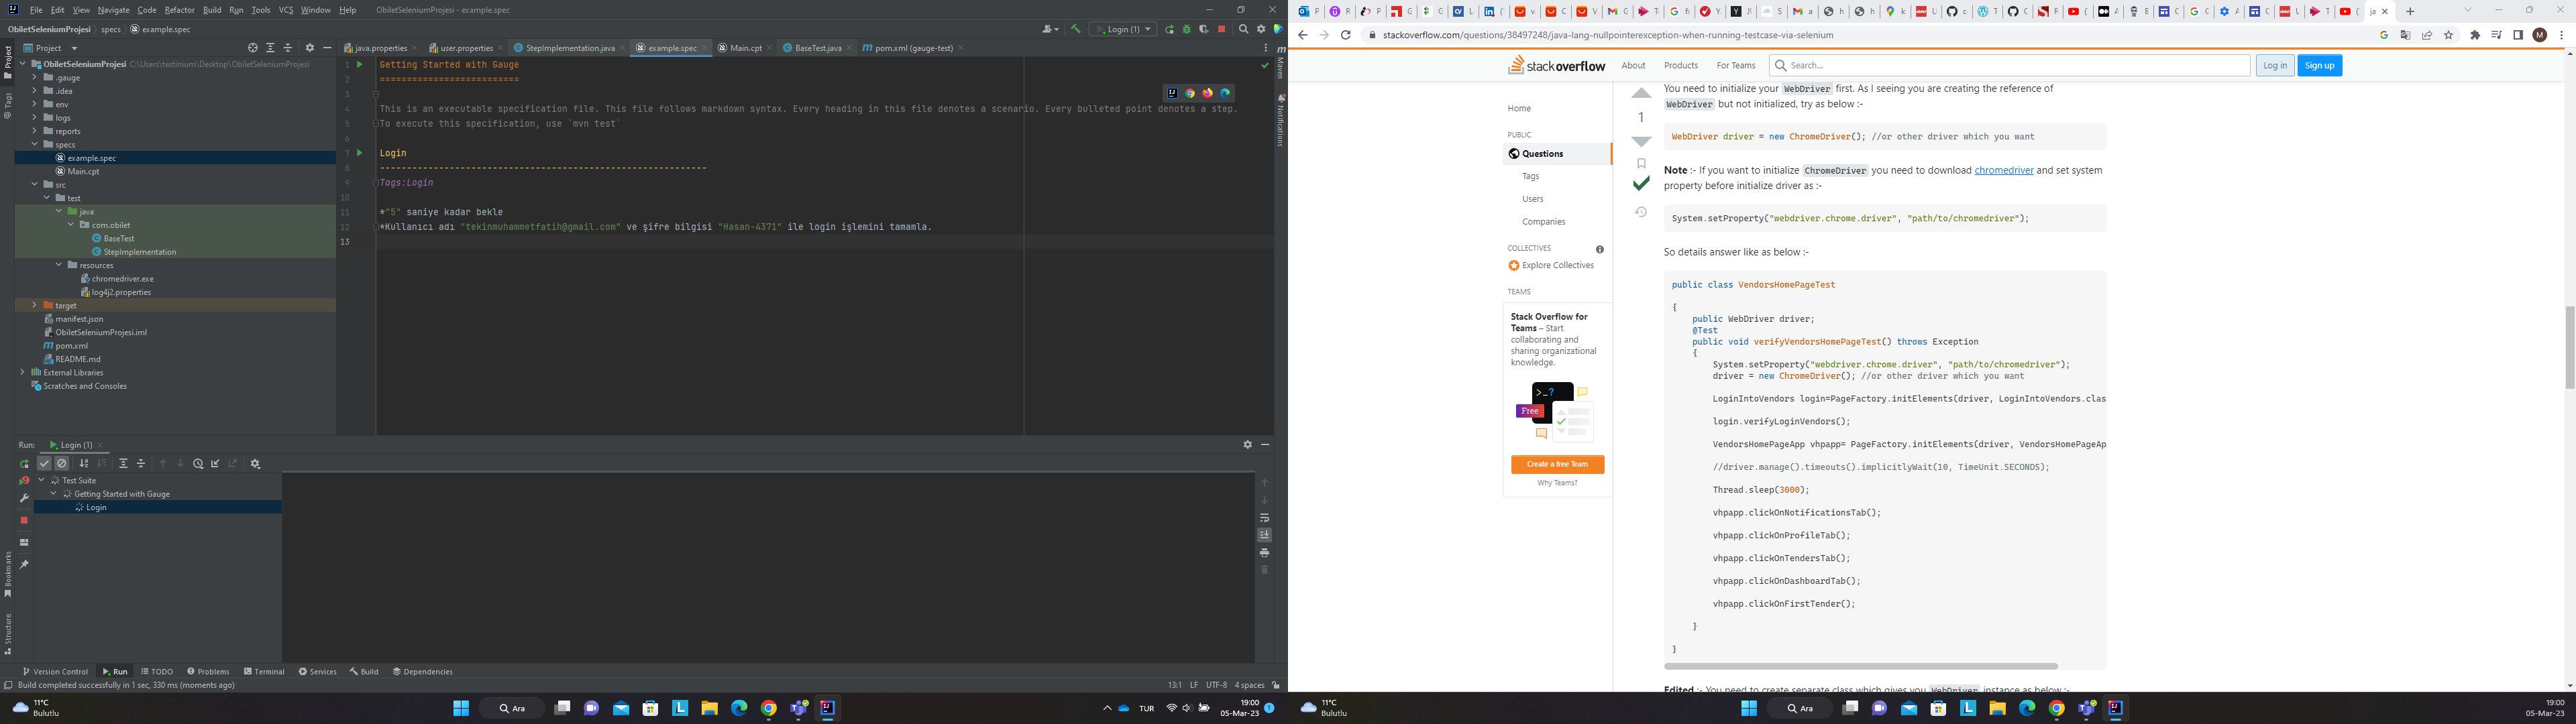 File Edit View Navigate Code Refactor Build Run Tools VCS Window Help ObiletSeleniumProjesi - example.spec
ObiletSeleniumProjesi specs example.spec
Login (1)
Project
java.properties user.properties StepImplementation.java example.spec Main.cpt BaseTest.java pom.xml (gauge-test)
Project
Tags
@
Bookmarks
Structure
Maven
Notifications
ObiletSeleniumProjesi C:\Users\testinium\Desktop\ObiletSeleniumProjesi
.gauge
.idea
env
logs
reports
specs
example.spec
Main.cpt
src
test
java
com.obilet
BaseTest
StepImplementation
resources
chromedriver.exe
log4j2.properties
target
manifest.json
ObiletSeleniumProjesi.iml
pom.xml
README.md
External Libraries
Scratches and Consoles
1 Getting Started with Gauge
2 ==========================
3
4 This is an executable specification file. This file follows markdown syntax. Every heading in this file denotes a scenario. Every bulleted point denotes a step.
5 To execute this specification, use `mvn test`
6
7 Login
8 -------------------------------------------------------------
9 Tags:Login
10
11 *"5" saniye kadar bekle
12 *Kullanıcı adı "tekinmuhammetfatih@gmail.com" ve şifre bilgisi "Hasan-4371" ile login işlemini tamamla.
13
Run: Login (1)
Test Suite
Getting Started with Gauge
Login
Version Control Run TODO Problems Terminal Services Build Dependencies
Build completed successfully in 1 sec, 330 ms (moments ago)
13:1 LF UTF-8 4 spaces
11°C
Bulutlu
Ara
TUR
19:00
05-Mar-23
1
stackoverflow.com/questions/38497248/java-lang-nullpointerexception-when-running-testcase-via-selenium
M
stack overflow About Products For Teams Search... Log in Sign up
Home
PUBLIC
Questions
Tags
Users
Companies
COLLECTIVES
Explore Collectives
TEAMS
Stack Overflow for
Teams – Start
collaborating and
sharing organizational
knowledge.
>_?
Free
Create a free Team
Why Teams?
1
You need to initialize your WebDriver first. As I seeing you are creating the reference of
WebDriver but not initialized, try as below :-
WebDriver driver = new ChromeDriver(); //or other driver which you want
Note :- If you want to initialize ChromeDriver you need to download chromedriver and set system
property before initialize driver as :-
System.setProperty("webdriver.chrome.driver", "path/to/chromedriver");
So details answer like as below :-
public class VendorsHomePageTest
{
public WebDriver driver;
@Test
public void verifyVendorsHomePageTest() throws Exception
{
System.setProperty("webdriver.chrome.driver", "path/to/chromedriver");
driver = new ChromeDriver(); //or other driver which you want
LoginIntoVendors login=PageFactory.initElements(driver, LoginIntoVendors.clas
login.verifyLoginVendors();
VendorsHomePageApp vhpapp= PageFactory.initElements(driver, VendorsHomePageAp
//driver.manage().timeouts().implicitlyWait(10, TimeUnit.SECONDS);
Thread.sleep(3000);
vhpapp.clickOnNotificationsTab();
vhpapp.clickOnProfileTab();
vhpapp.clickOnTendersTab();
vhpapp.clickOnDashboardTab();
vhpapp.clickOnFirstTender();
}
}
Edited :- You need to create separate class which gives you WebDriver instance as below :-
11°C
Bulutlu
Ara
19:00
05-Mar-23